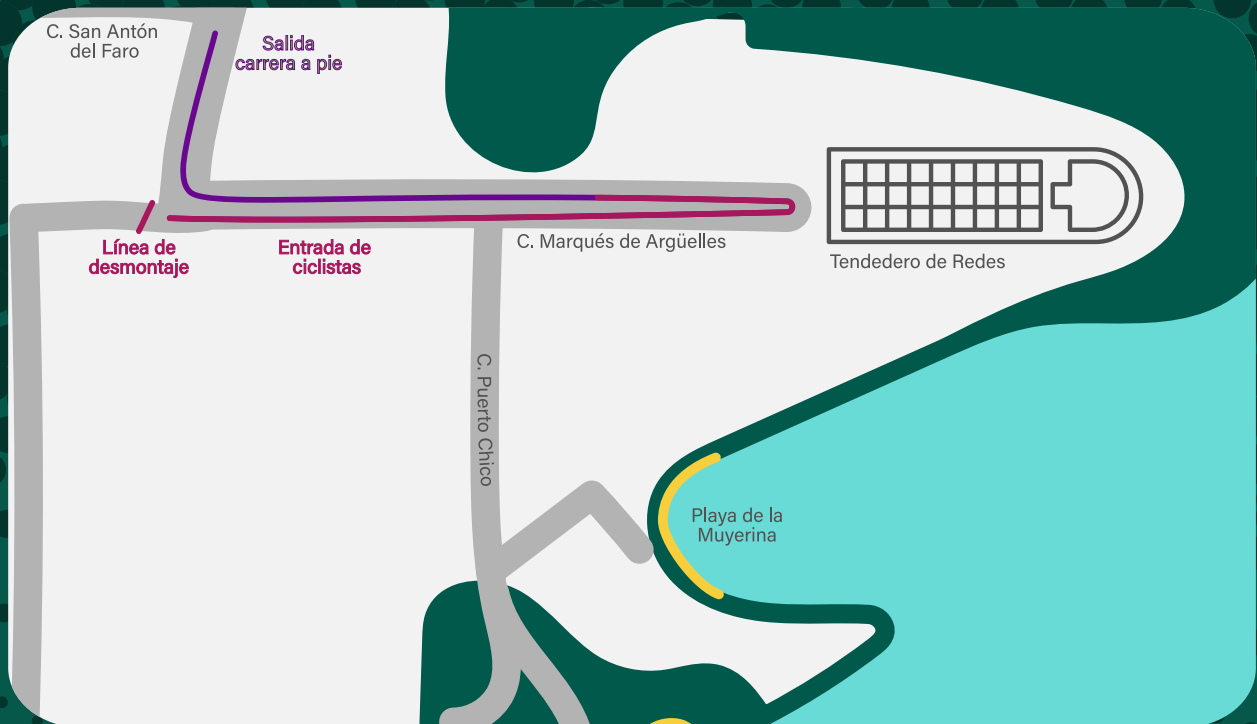 C. San Antón
del Faro
Salida
carrera a pie
Línea de
desmontaje
Entrada de
ciclistas
C. Marqués de Argüelles
Tendedero de Redes
C. Puerto Chico
Playa de la
Muyerina